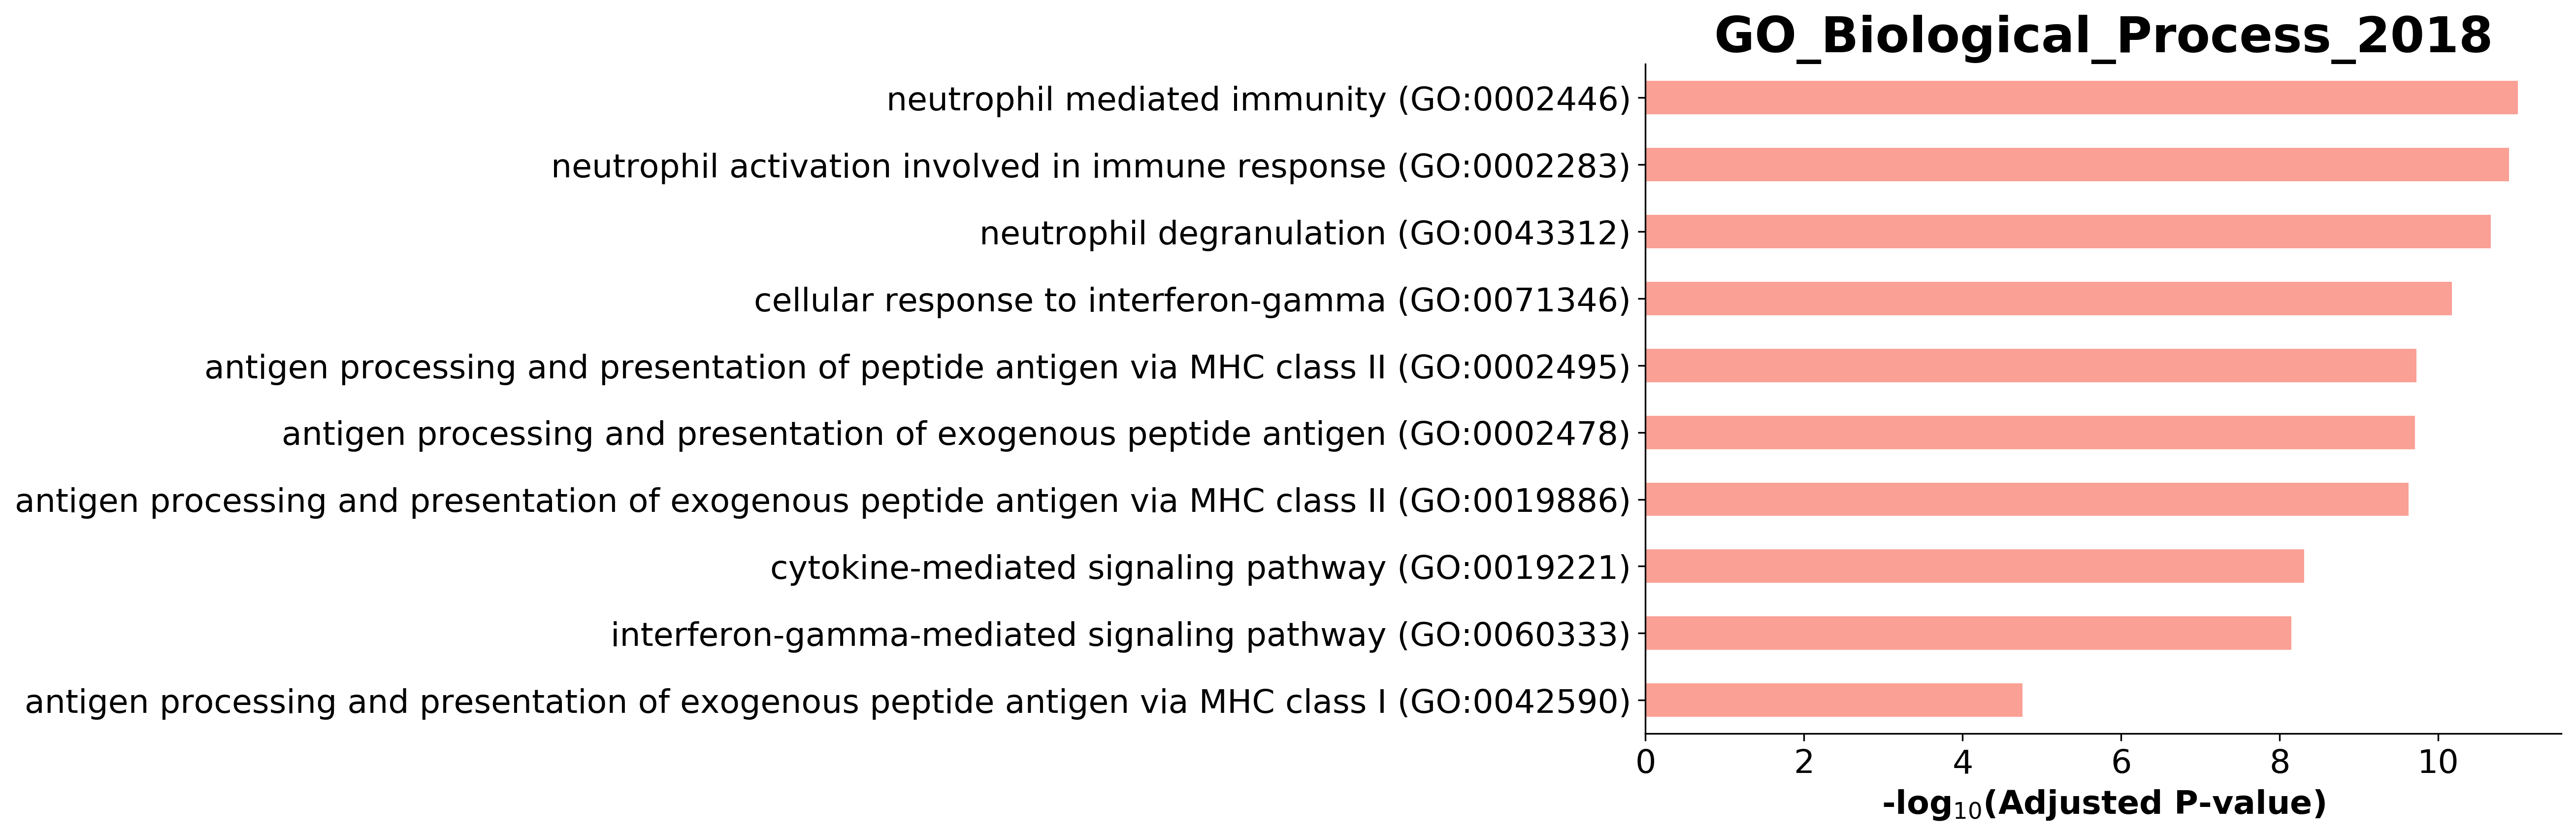 GO_Biological_Process_2018
neutrophil mediated immunity (GO:0002446)
neutrophil activation involved in immune response (GO:0002283)
neutrophil degranulation (GO:0043312)
cellular response to interferon-gamma (GO:0071346)
antigen processing and presentation of peptide antigen via MHC class II (GO:0002495)
antigen processing and presentation of exogenous peptide antigen (GO:0002478)
antigen processing and presentation of exogenous peptide antigen via MHC class II (GO:0019886)
cytokine-mediated signaling pathway (GO:0019221)
interferon-gamma-mediated signaling pathway (GO:0060333)
antigen processing and presentation of exogenous peptide antigen via MHC class I (GO:0042590)
0 2 4 6 8 10
-log₁₀(Adjusted P-value)